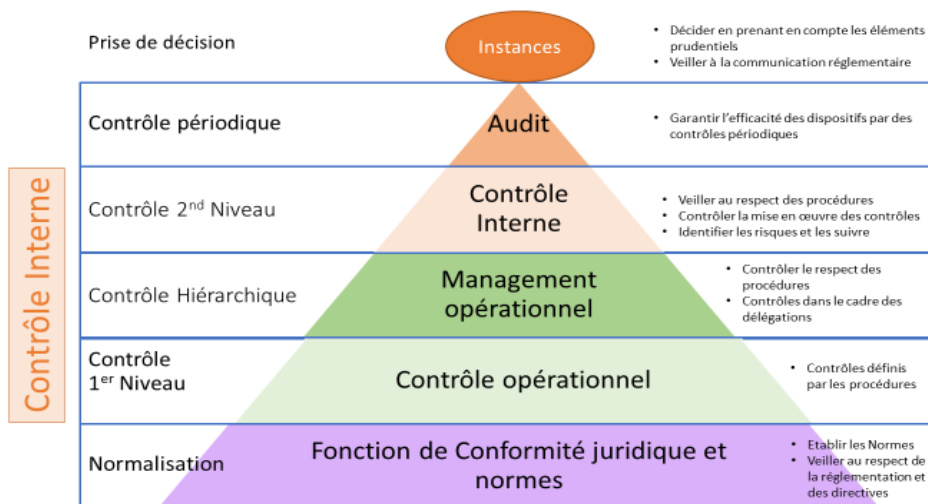 Prise de décision
Instances
• Décider en prenant en compte les éléments
prudentiels
• Veiller à la communication réglementaire
Contrôle Interne
Contrôle périodique
Audit
• Garantir l'efficacité des dispositifs par des
contrôles périodiques
Contrôle 2nd Niveau
Contrôle
Interne
• Veiller au respect des procédures
• Contrôler la mise en œuvre des contrôles
• Identifier les risques et les suivre
Contrôle Hiérarchique
Management
opérationnel
• Contrôler le respect des
procédures
• Contrôles dans le cadre des
délégations
Contrôle
1er Niveau
Contrôle opérationnel
• Contrôles définis
par les procédures
Normalisation
Fonction de Conformité juridique et
normes
• Etablir les Normes
• Veiller au respect de
la réglementation et
des directives